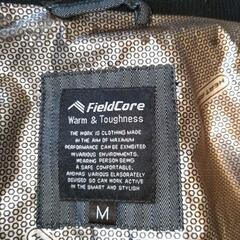 FieldCore
Warm & Toughness
THE WORK IS CLOTHING MADE
IN THE AIM OF MAXIMUM
PERFORMANCE CAN BE EXHIBITED
IN VARIOUS ENVIRONMENTS.
WEARING PERSON BEING
A SAFE COMFORTABLE,
AND HAS VARIOUS ELABORATELY
DEVISED SO CAN WORK ACTIVE
IN THE SMART AND STYLISH
M